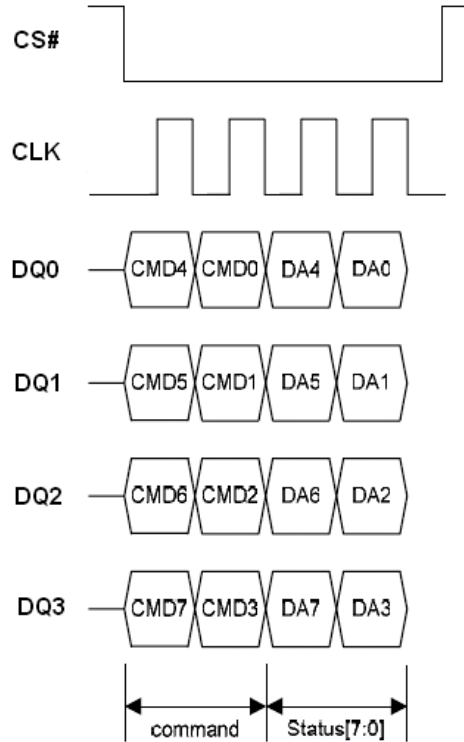 CS#
CLK
DQ0 CMD4 CMD0 DA4 DA0
DQ1 CMD5 CMD1 DA5 DA1
DQ2 CMD6 CMD2 DA6 DA2
DQ3 CMD7 CMD3 DA7 DA3
command Status[7:0]